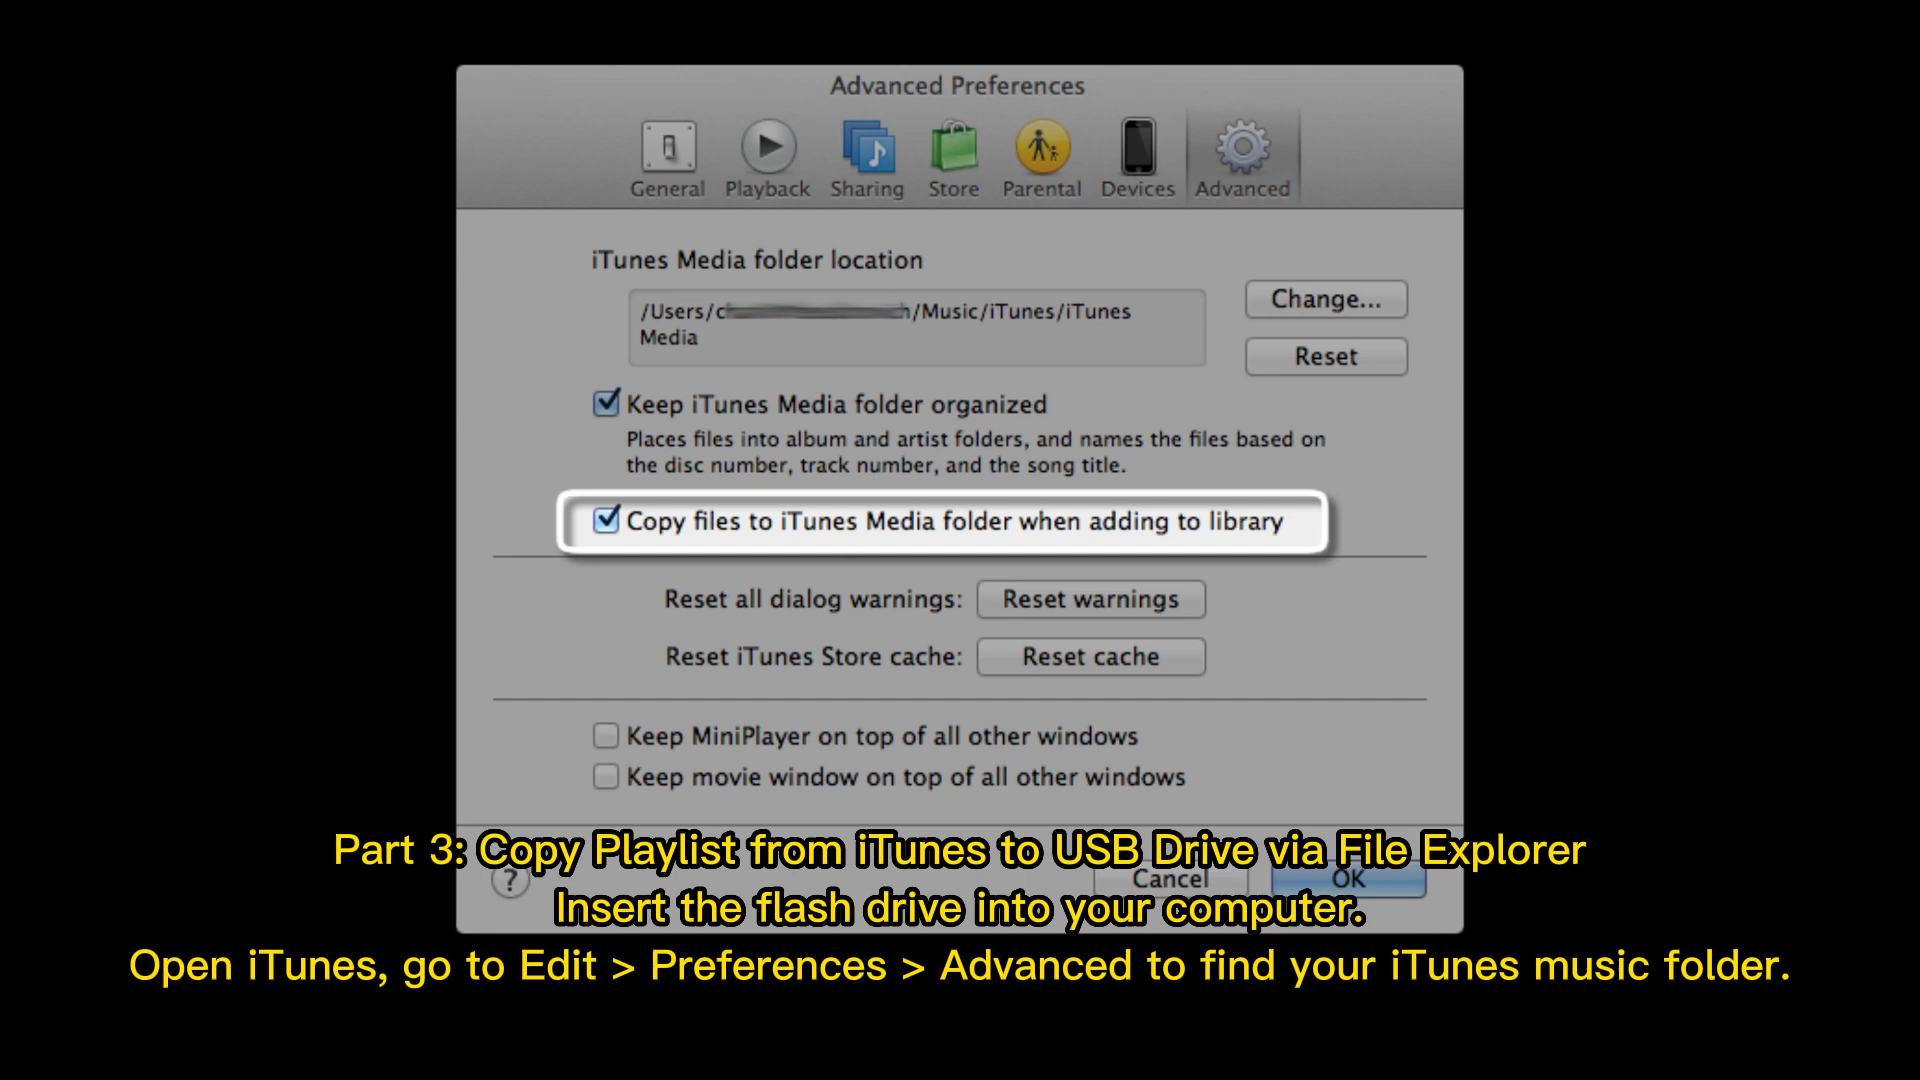 Advanced Preferences
General Playback Sharing Store Parental Devices Advanced
iTunes Media folder location
/Users/c h/Music/iTunes/iTunes
Media
Change...
Reset
Keep iTunes Media folder organized
Places files into album and artist folders, and names the files based on
the disc number, track number, and the song title.
Copy files to iTunes Media folder when adding to library
Reset all dialog warnings: Reset warnings
Reset iTunes Store cache: Reset cache
Keep MiniPlayer on top of all other windows
Keep movie window on top of all other windows
Part 3: Copy Playlist from iTunes to USB Drive via File Explorer
? Cancel OK
Insert the flash drive into your computer.
Open iTunes, go to Edit > Preferences > Advanced to find your iTunes music folder.